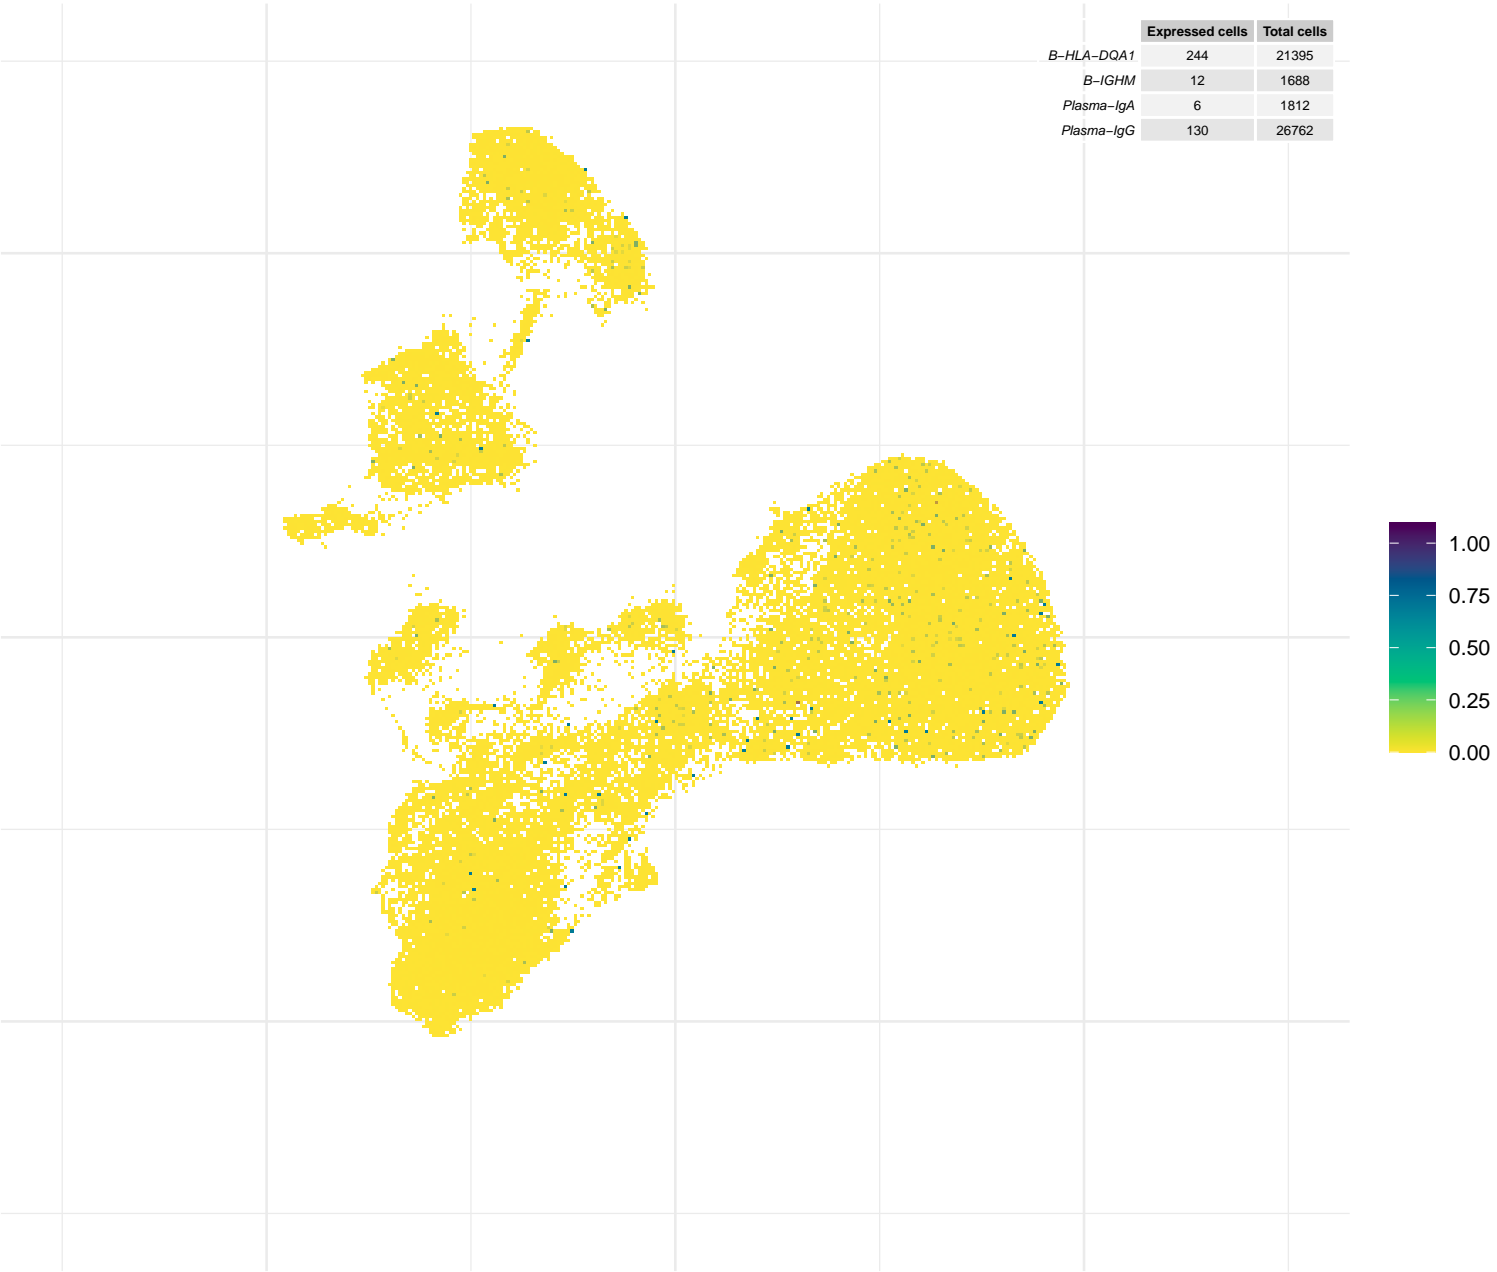 Expressed cells Total cells
B−HLA−DQA1 244 21395
B−IGHM 12 1688
Plasma−IgA 6 1812
Plasma−IgG 130 26762
1.00
0.75
0.50
0.25
0.00